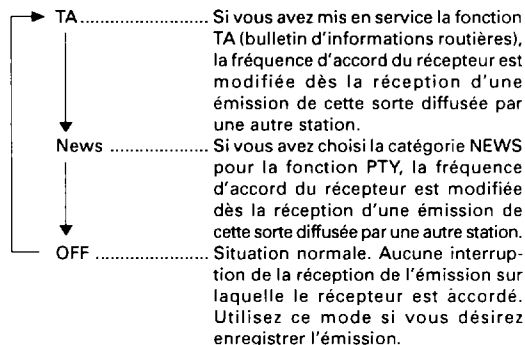 TA ........................ Si vous avez mis en service la fonction
TA (bulletin d'informations routières),
la fréquence d'accord du récepteur est
modifiée dès la réception d'une
émission de cette sorte diffusée par
une autre station.
News .................. Si vous avez choisi la catégorie NEWS
pour la fonction PTY, la fréquence
d'accord du récepteur est modifiée
dès la réception d'une émission de
cette sorte diffusée par une autre station.
OFF ..................... Situation normale. Aucune interrup-
tion de la réception de l'émission sur
laquelle le récepteur est accordé.
Utilisez ce mode si vous désirez
enregistrer l'émission.